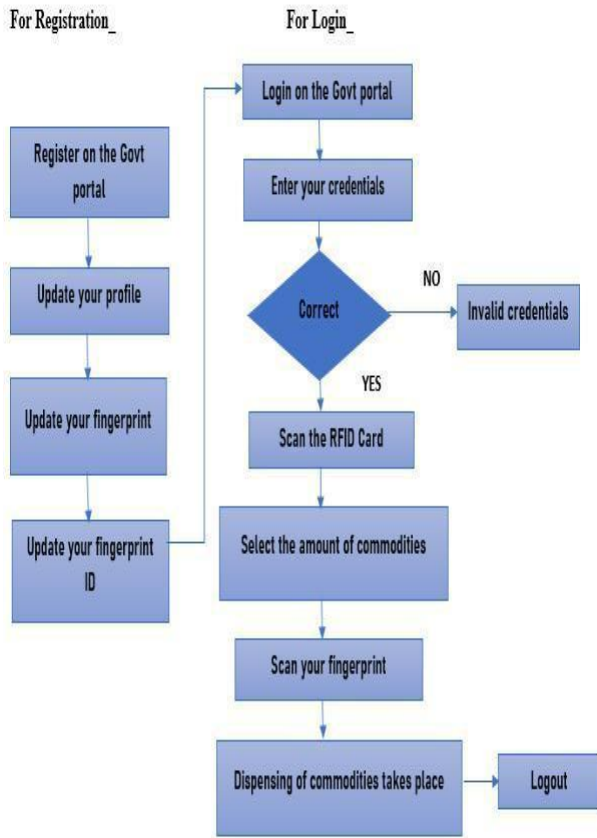 For Registration_
For Login_
Register on the Govt
portal
Update your profile
Update your fingerprint
Update your fingerprint
ID
Login on the Govt portal
Enter your credentials
Correct
NO
Invalid credentials
YES
Scan the RFID Card
Select the amount of commodities
Scan your fingerprint
Dispensing of commodities takes place
Logout